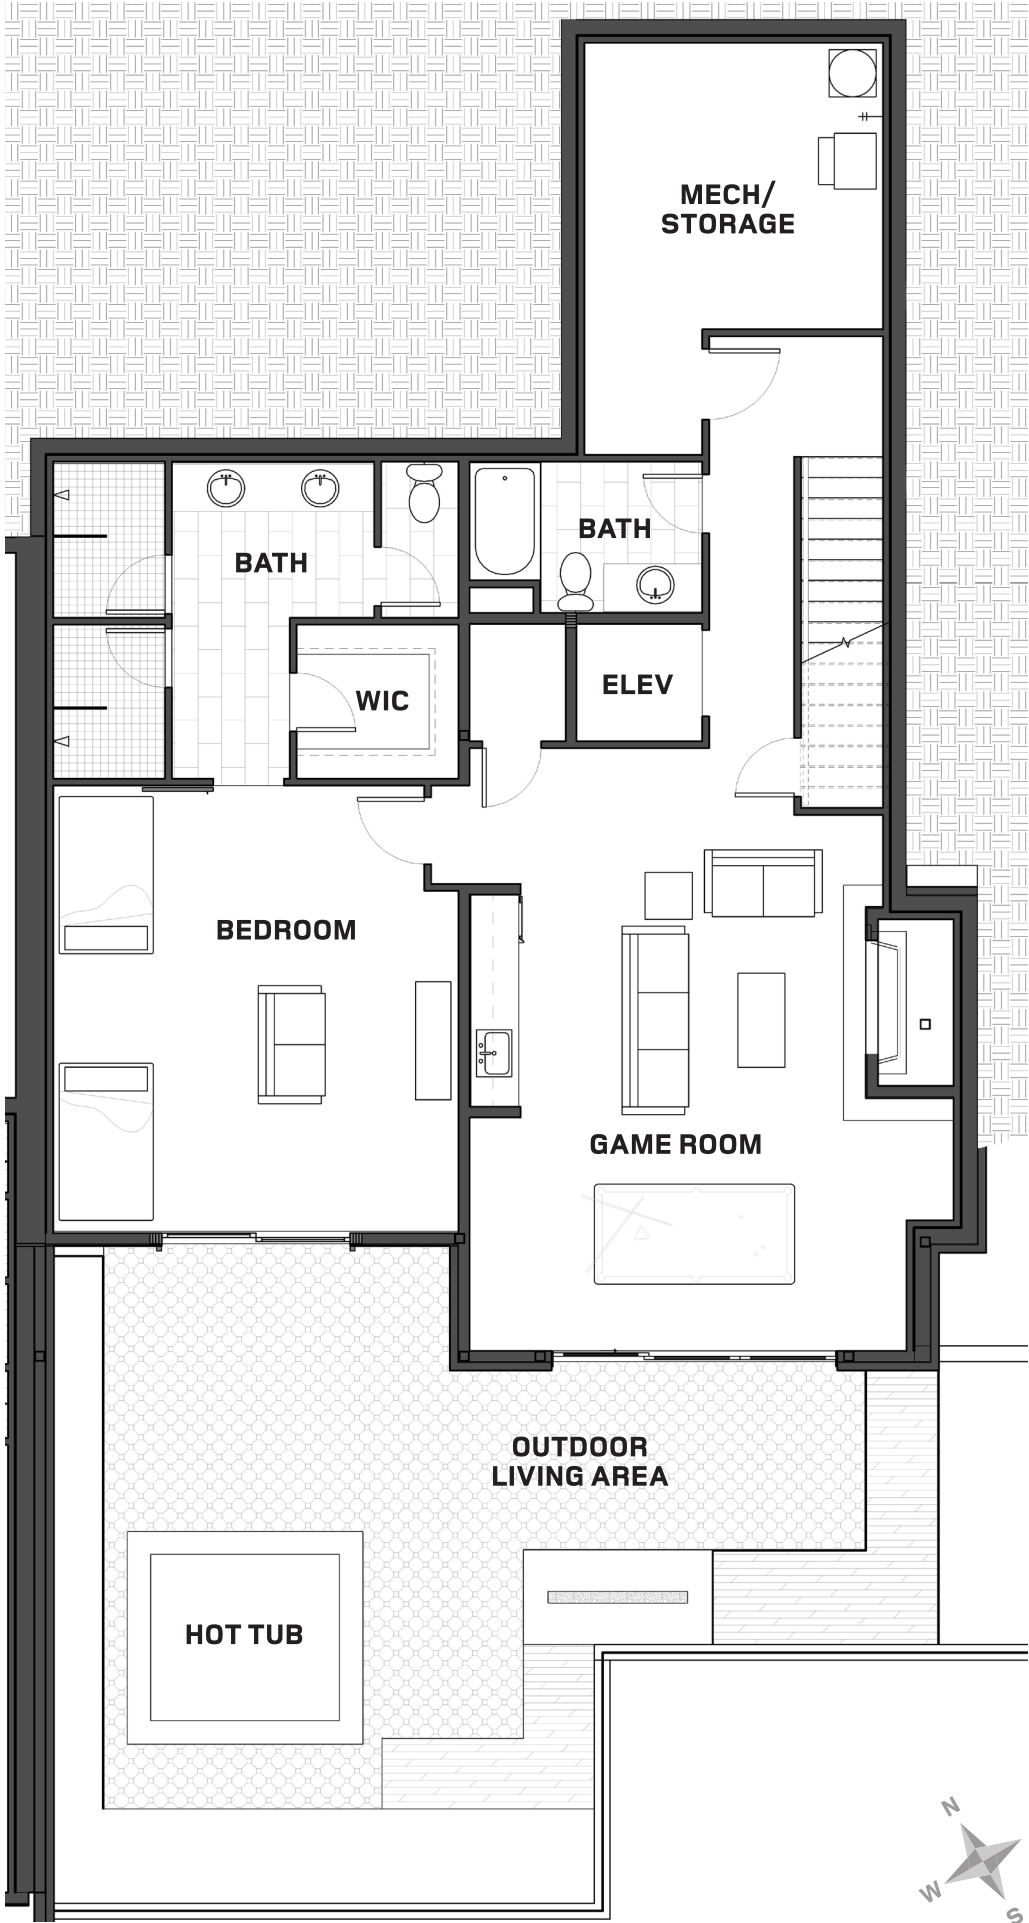 MECH/
STORAGE
BATH
BATH
WIC
ELEV
BEDROOM
GAME ROOM
OUTDOOR
LIVING AREA
HOT TUB
N
W
S